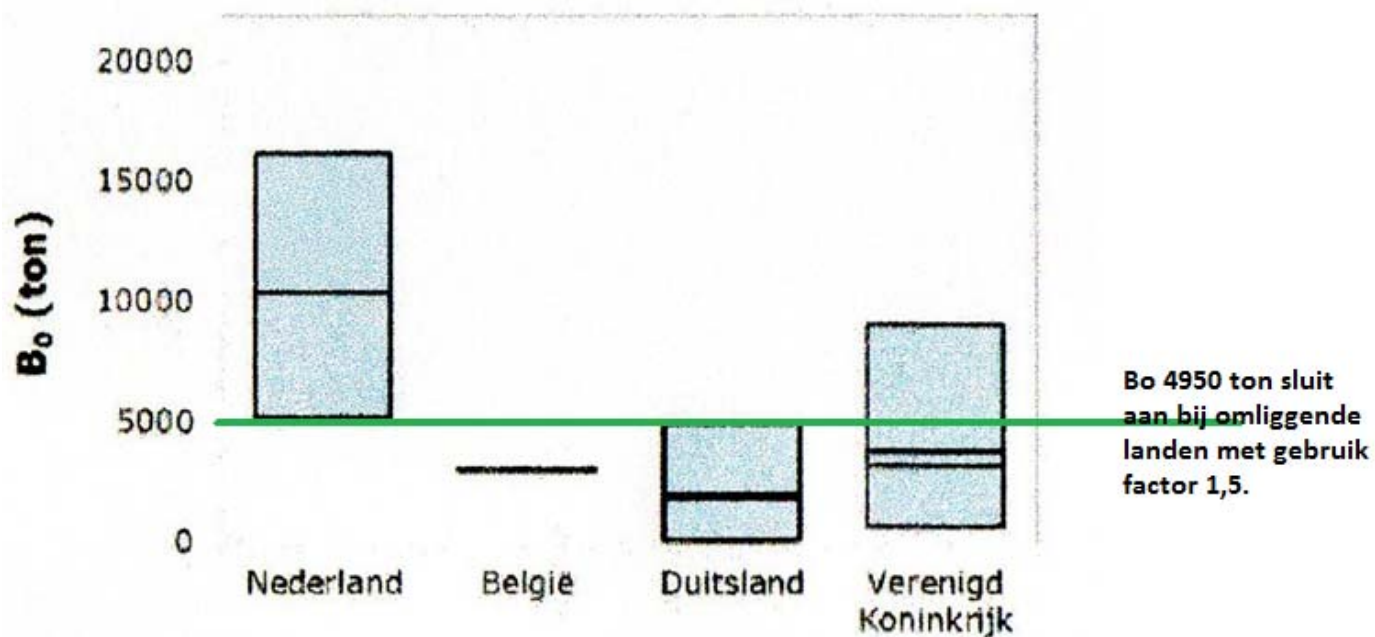 B₀ (ton)
20000
15000
10000
5000
0
Nederland
België
Duitsland
Verenigd
Koninkrijk
Bo 4950 ton sluit
aan bij omliggende
landen met gebruik
factor 1,5.